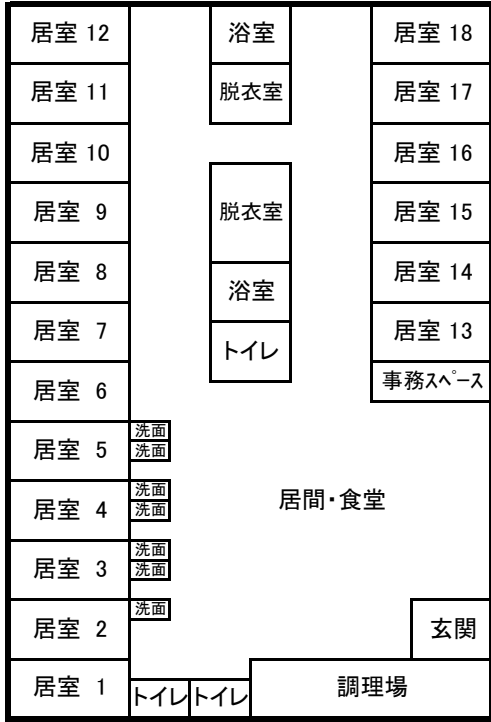 居室 12 浴室 居室 18
居室 11 脱衣室 居室 17
居室 10 居室 16
居室 9 脱衣室 居室 15
居室 8 浴室 居室 14
居室 7 トイレ 居室 13
居室 6 事務スペース
洗面
居室 5 洗面
洗面
居室 4 洗面 居間・食堂
洗面
居室 3 洗面
洗面
居室 2 玄関
居室 1 トイレ トイレ 調理場